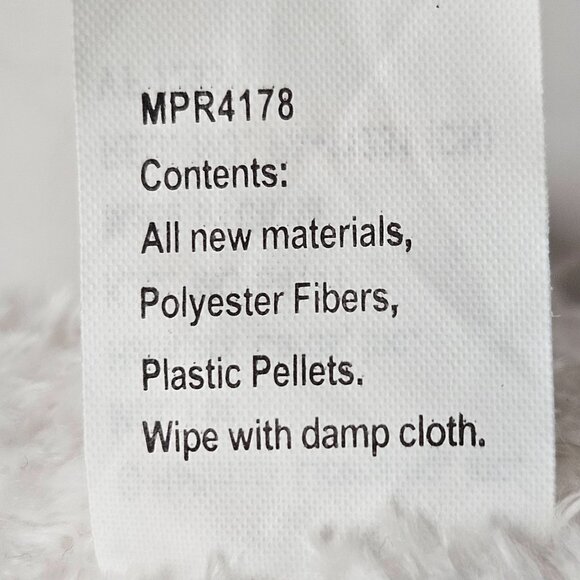 MPR4178
Contents:
All new materials,
Polyester Fibers,
Plastic Pellets.
Wipe with damp cloth.